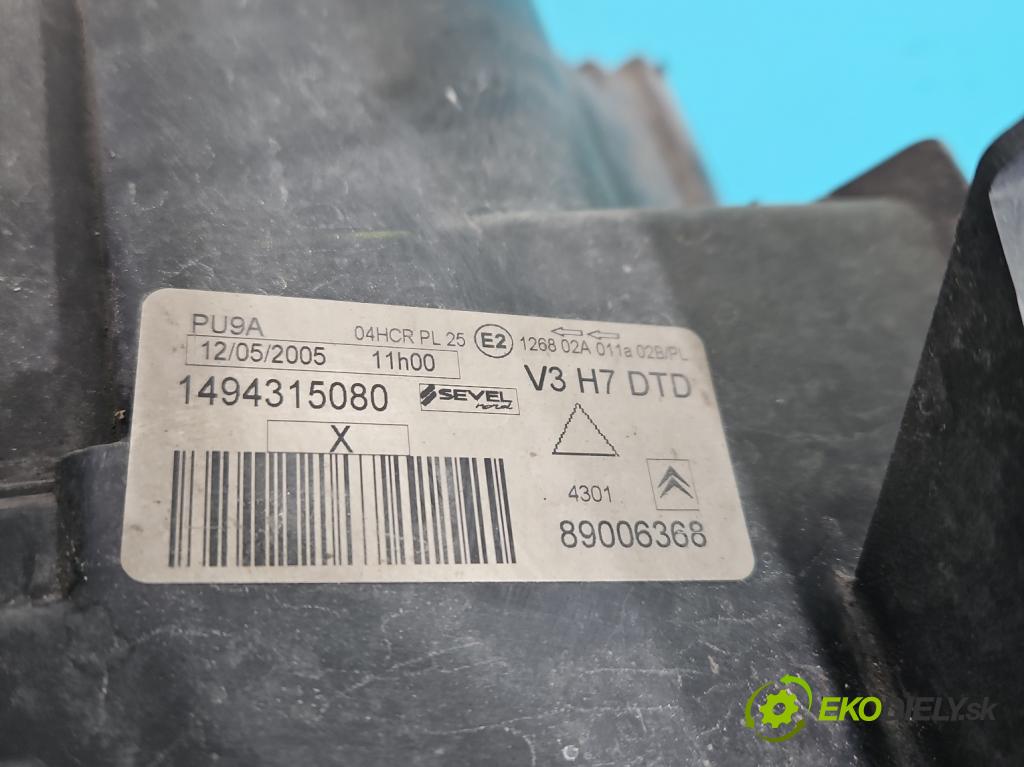 PU9A
04HCR PL 25 E2 1268 02A 011a 02B/PL
12/05/2005 11h00
1494315080 SEVEL nord V3 H7 DTD
X
4301
89006368
EKODIELY.sk